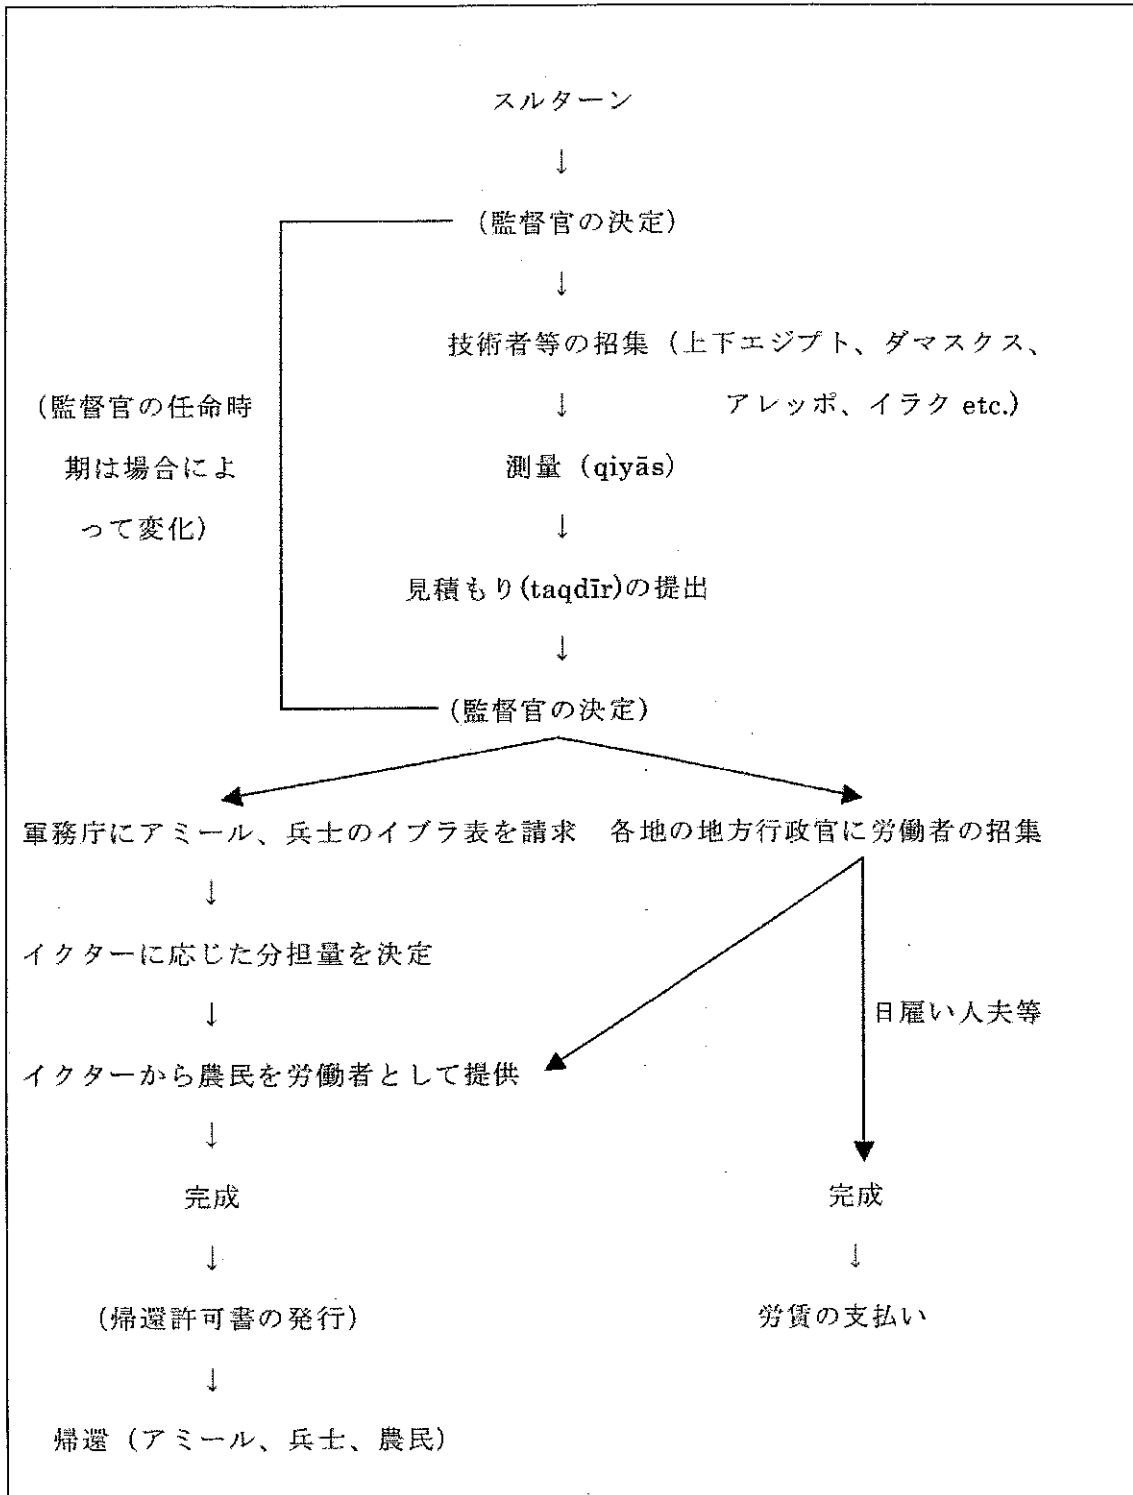 スルターン
↓
(監督官の決定)
↓
技術者等の招集 (上下エジプト、ダマスクス、
アレッポ、イラク etc.)
(監督官の任命時
期は場合によ
って変化)
↓
測量 (qiyās)
↓
見積もり(taqdīr)の提出
↓
(監督官の決定)
軍務庁にアミール、兵士のイブラ表を請求
各地の地方行政官に労働者の招集
↓
イクターに応じた分担量を決定
↓
日雇い人夫等
イクターから農民を労働者として提供
↓
完成
↓
(帰還許可書の発行)
↓
帰還 (アミール、兵士、農民)
完成
↓
労賃の支払い